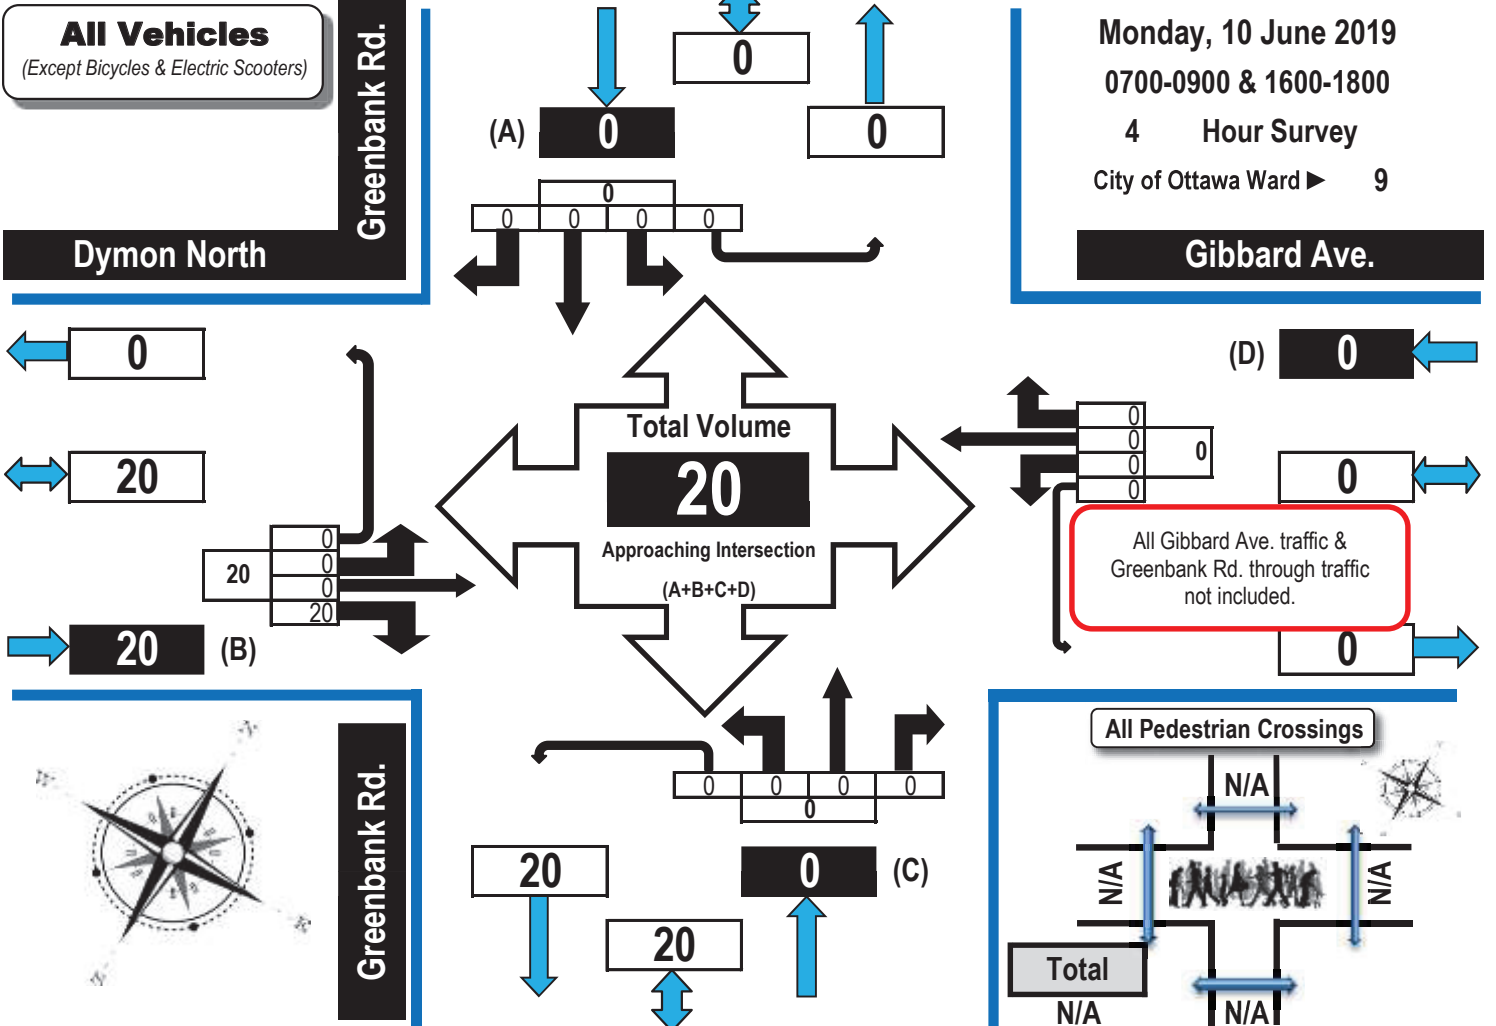 All Vehicles
(Except Bicycles & Electric Scooters)
Greenbank Rd.
Dymon North
0
(A)
0
0
0
0
0
0
0
Monday, 10 June 2019
0700-0900 & 1600-1800
4 Hour Survey
City of Ottawa Ward ► 9
Gibbard Ave.
0
20
0
0
0
20
20
20
(B)
Total Volume
20
Approaching Intersection
(A+B+C+D)
(D)
0
0
0
0
0
0
0
All Gibbard Ave. traffic &
Greenbank Rd. through traffic
not included.
0
Greenbank Rd.
0
0
0
0
0
20
0
(C)
20
All Pedestrian Crossings
N/A
N/A
N/A
Total
N/A
N/A